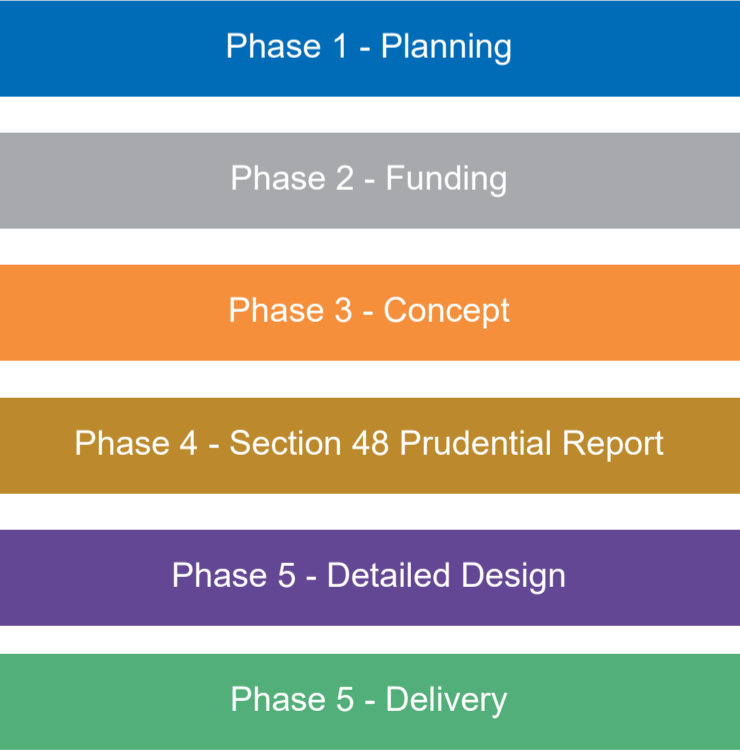 Phase 1 - Planning
Phase 2 - Funding
Phase 3 - Concept
Phase 4 - Section 48 Prudential Report
Phase 5 - Detailed Design
Phase 5 - Delivery